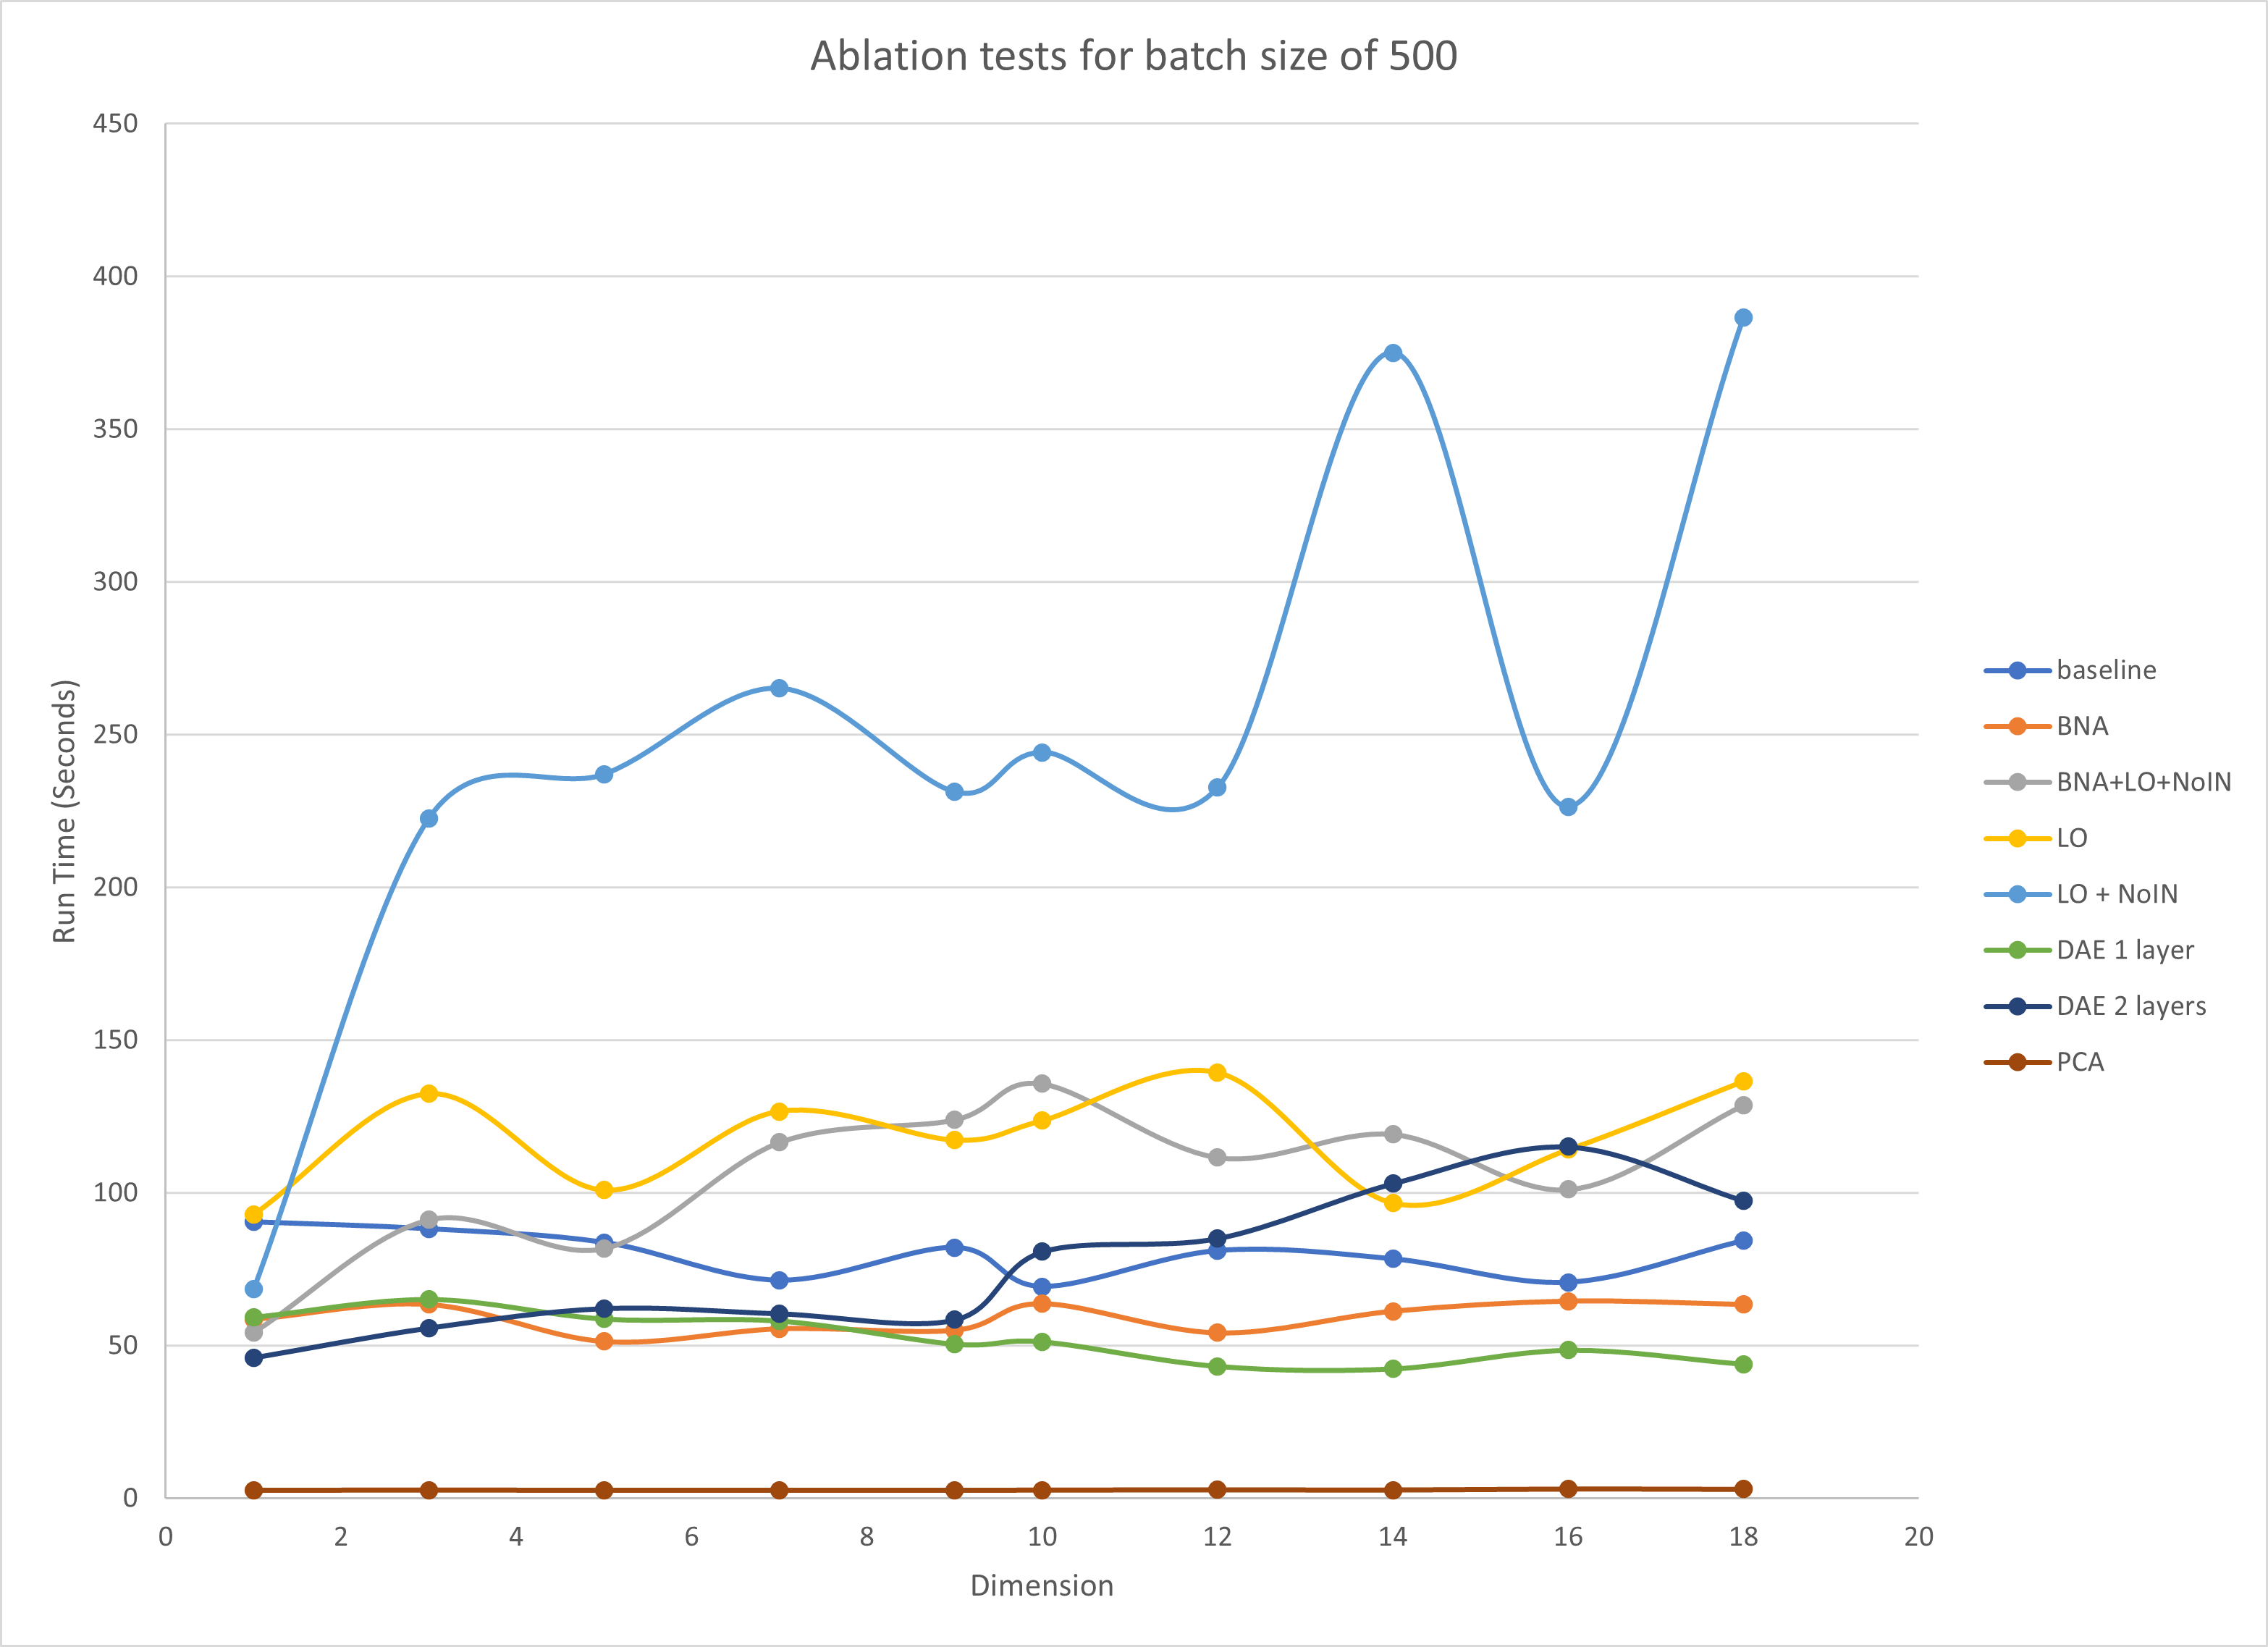 Ablation tests for batch size of 500
450
400
350
300
250
200
150
100
50
0
Run Time (Seconds)
0 2 4 6 8 10 12 14 16 18 20
Dimension
baseline
BNA
BNA+LO+NoIN
LO
LO + NoIN
DAE 1 layer
DAE 2 layers
PCA